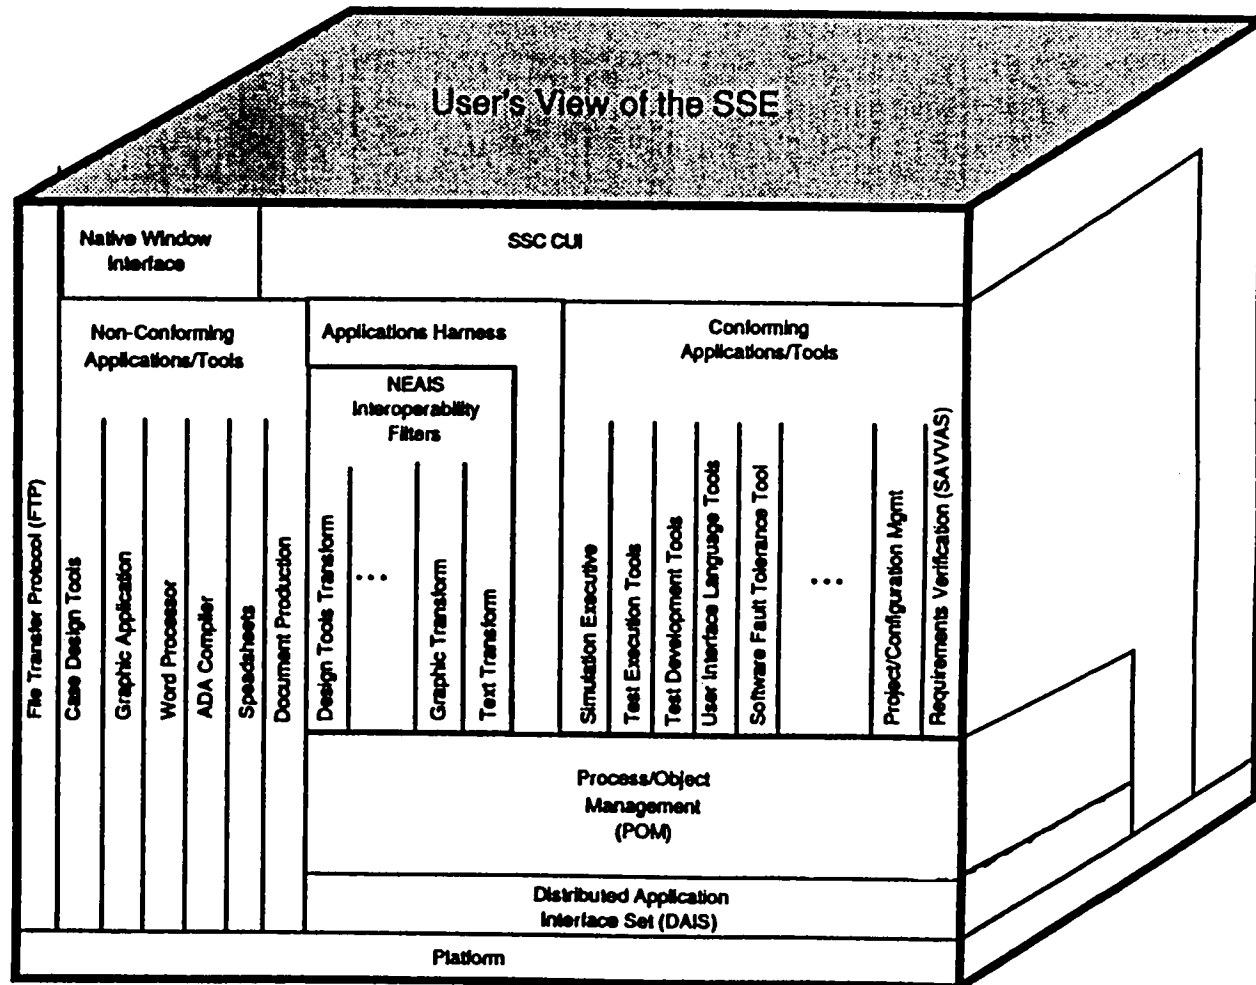 User's View of the SSE
Native Window
Interface
SSC CUI
Non-Conforming
Applications/Tools
Applications Harness
Conforming
Applications/Tools
NEAIS
Interoperability
Filters
File Transfer Protocol (FTP)
Case Design Tools
Graphic Application
Word Processor
ADA Compiler
Speadsheets
Document Production
Design Tools Transform
...
Graphic Transform
Text Transform
Simulation Executive
Test Execution Tools
Test Development Tools
User Interface Language Tools
Software Fault Tolerance Tool
...
Project/Configuration Mgmt
Requirements Verification (SAVVAS)
Process/Object
Management
(POM)
Distributed Application
Interface Set (DAIS)
Platform